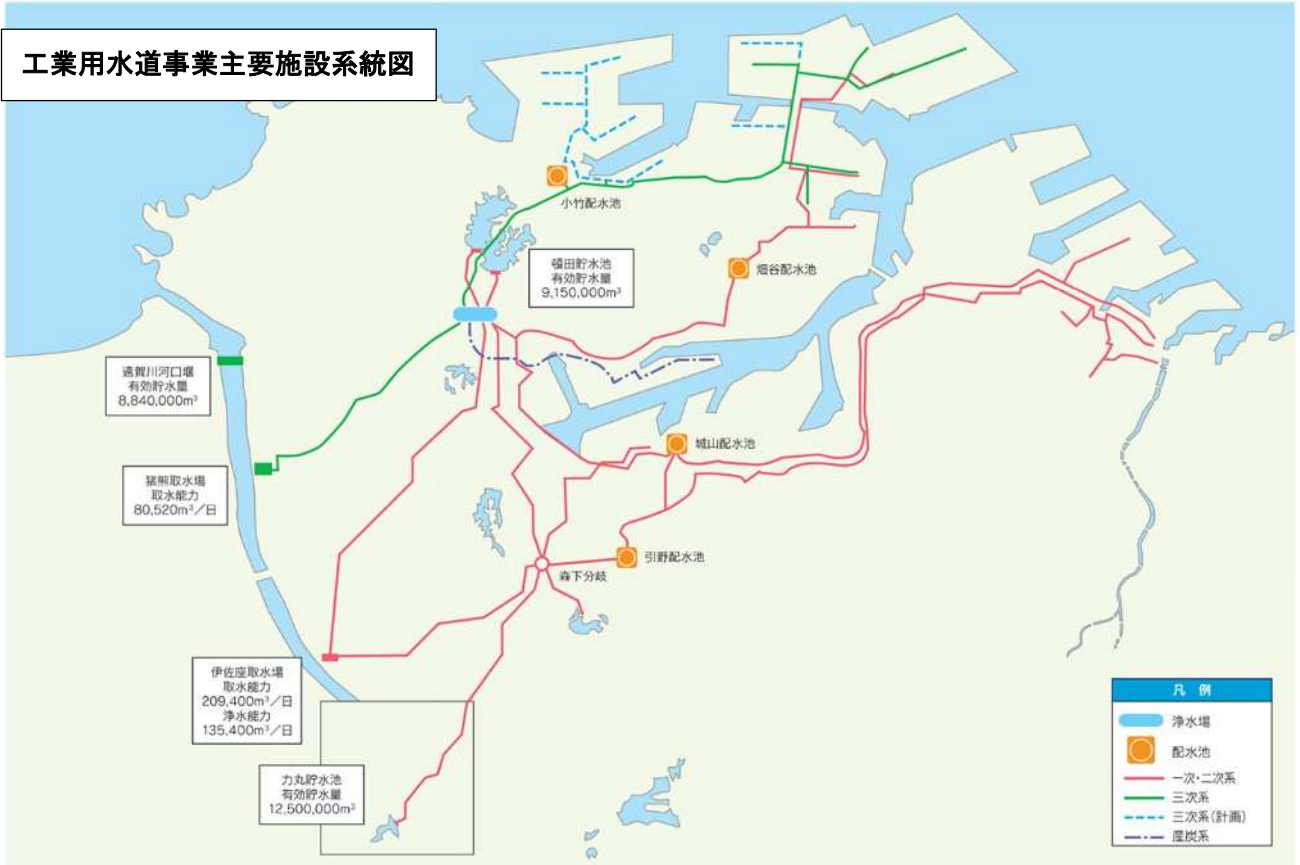 工業用水道事業主要施設系統図
小竹配水池
頓田貯水池
有効貯水量
9,150,000m³
畑谷配水池
遠賀川河口堰
有効貯水量
8,840,000m³
城山配水池
猪熊取水場
取水能力
80,520m³／日
引野配水池
森下分岐
伊佐座取水場
取水能力
209,400m³／日
浄水能力
135,400m³／日
力丸貯水池
有効貯水量
12,500,000m³
凡 例
浄水場
配水池
一次・二次系
三次系
三次系(計画)
産炭系